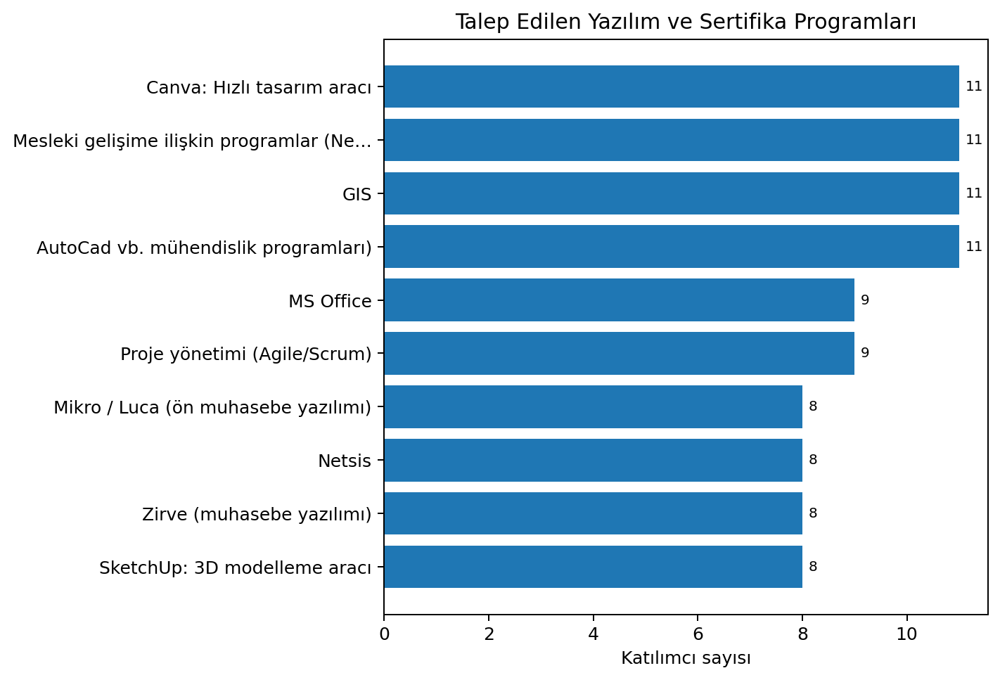 Talep Edilen Yazılım ve Sertifika Programları
Canva: Hızlı tasarım aracı
11
Mesleki gelişime ilişkin programlar (Ne...
11
GIS
11
AutoCad vb. mühendislik programları)
11
MS Office
9
Proje yönetimi (Agile/Scrum)
9
Mikro / Luca (ön muhasebe yazılımı)
8
Netsis
8
Zirve (muhasebe yazılımı)
8
SketchUp: 3D modelleme aracı
8
0 2 4 6 8 10
Katılımcı sayısı